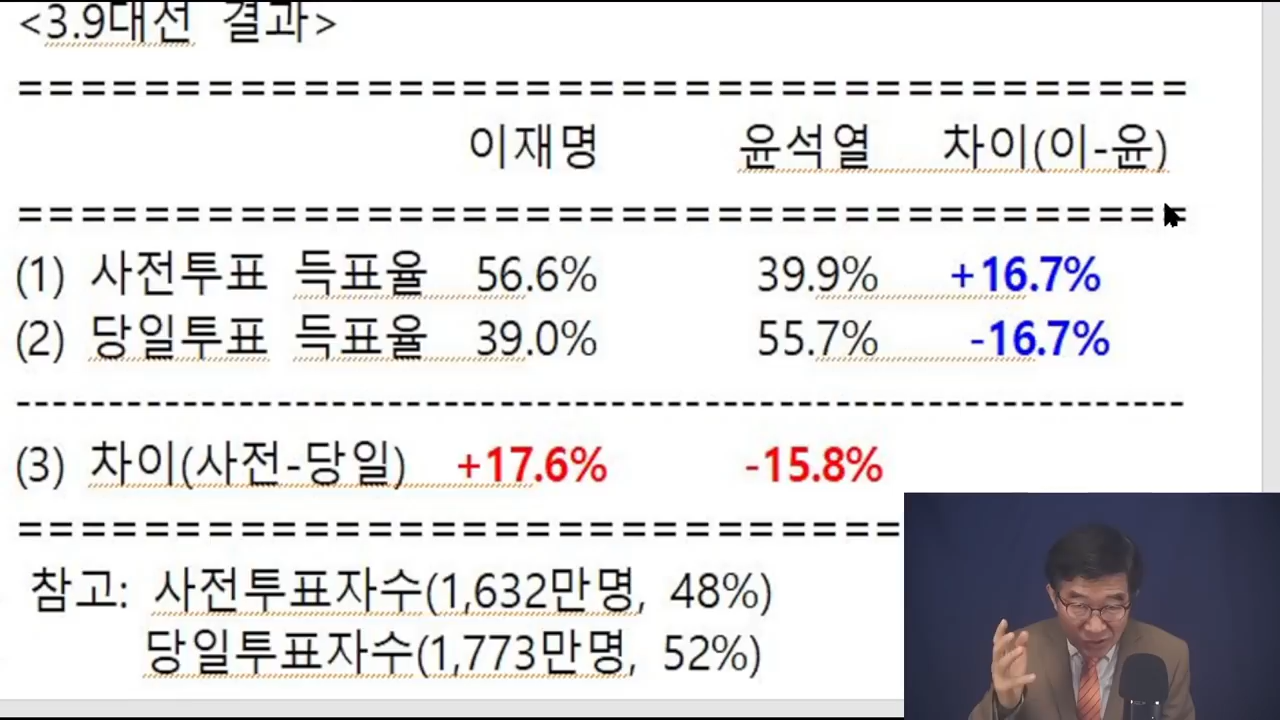 <3.9대선 결과>
=====================================
이재명 윤석열 차이(이-윤)
=====================================
(1) 사전투표 득표율 56.6% 39.9% +16.7%
(2) 당일투표 득표율 39.0% 55.7% -16.7%
-------------------------------------------------------
(3) 차이(사전-당일) +17.6% -15.8%
============================
참고: 사전투표자수(1,632만명, 48%)
당일투표자수(1,773만명, 52%)